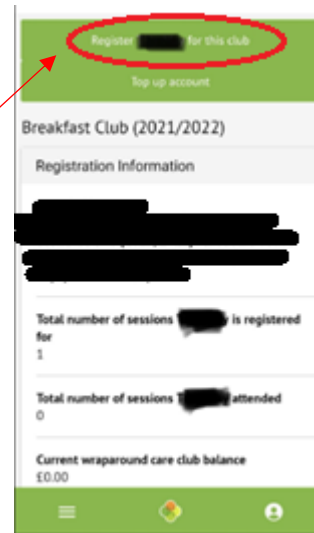 Register for this club
Top up account
Breakfast Club (2021/2022)
Registration Information
Total number of sessions is registered
for
1
Total number of sessions attended
0
Current wraparound care club balance
£0.00